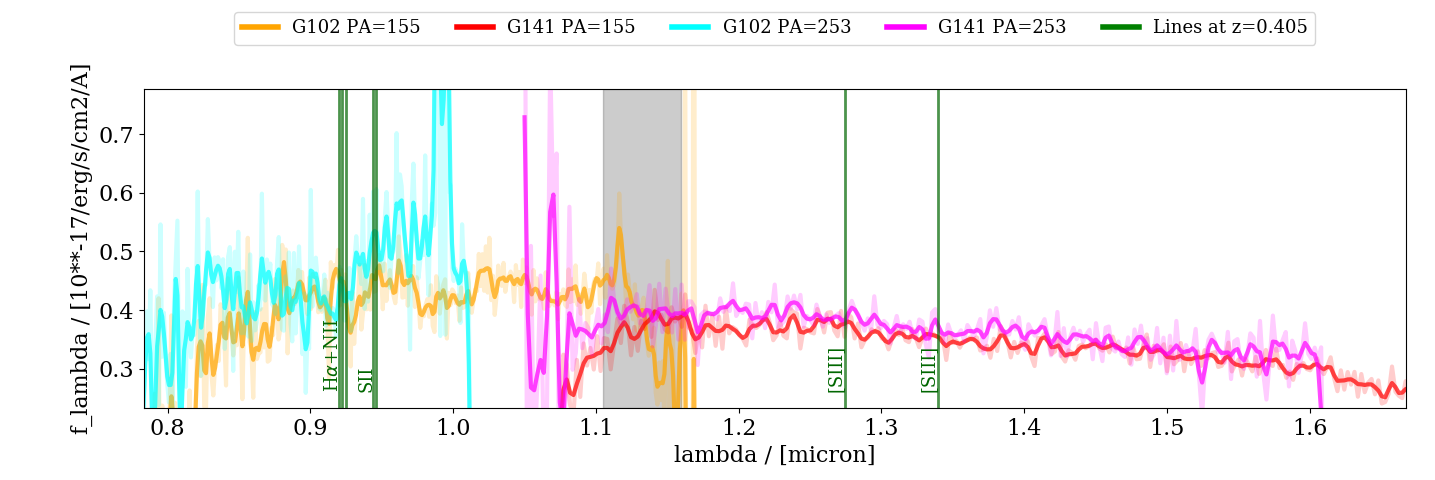 G102 PA=155 G141 PA=155 G102 PA=253 G141 PA=253 Lines at z=0.405
f_lambda / [10**-17/erg/s/cm2/A]
0.7
0.6
0.5
0.4
0.3
Hα+NII
SII
[SIII]
[SIII]
0.8 0.9 1.0 1.1 1.2 1.3 1.4 1.5 1.6
lambda / [micron]